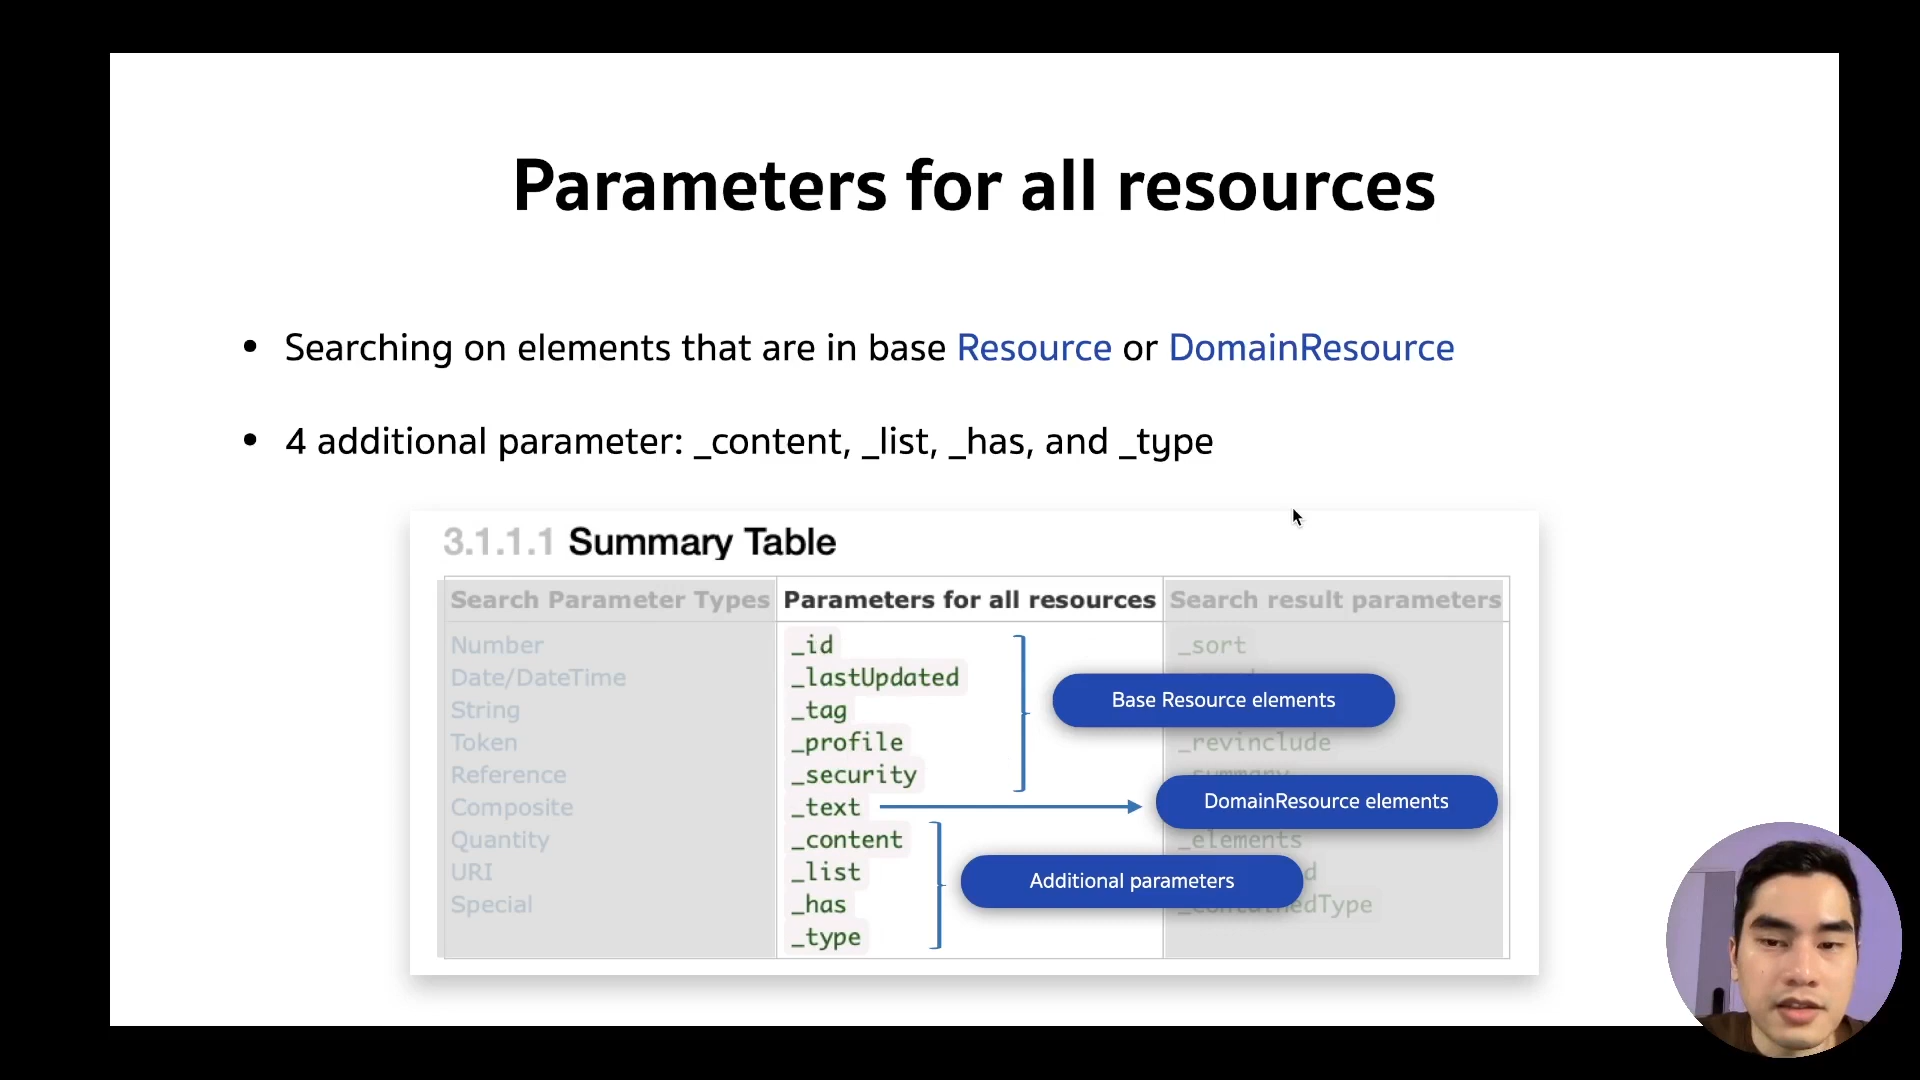 Parameters for all resources
• Searching on elements that are in base Resource or DomainResource
• 4 additional parameter: _content, _list, _has, and _type
3.1.1.1 Summary Table
Search Parameter Types
Number
Date/DateTime
String
Token
Reference
Composite
Quantity
URI
Special
Parameters for all resources
_id
_lastUpdated
_tag
_profile
_security
_text
_content
_list
_has
_type
Base Resource elements
DomainResource elements
Additional parameters
Search result parameters
_sort
_revinclude
_summary
_elements
_containedType